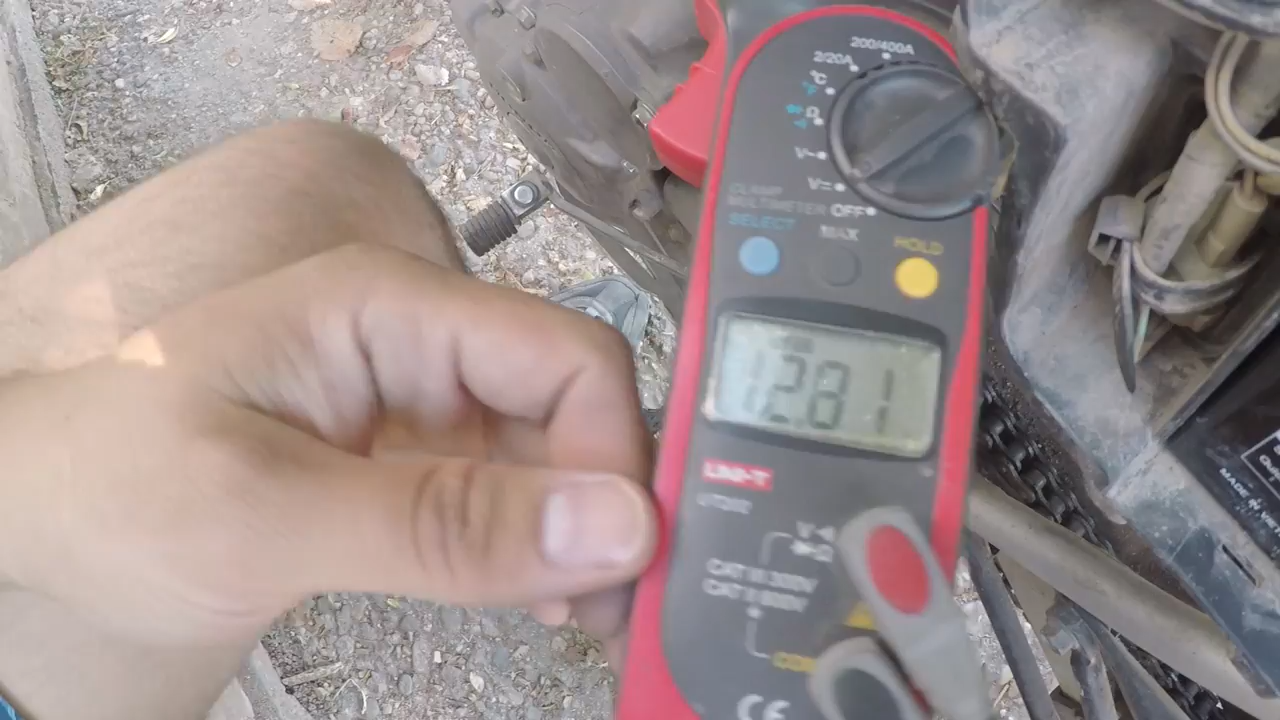 200/400A
2/20A
°C
°F
Ω
V~
V=
CLAMP
MULTIMETER OFF
SELECT
MAX
HOLD
12.81
UNI-T
V
Ω
CAT III 300V
CAT II 600V
COM
CE
MADE